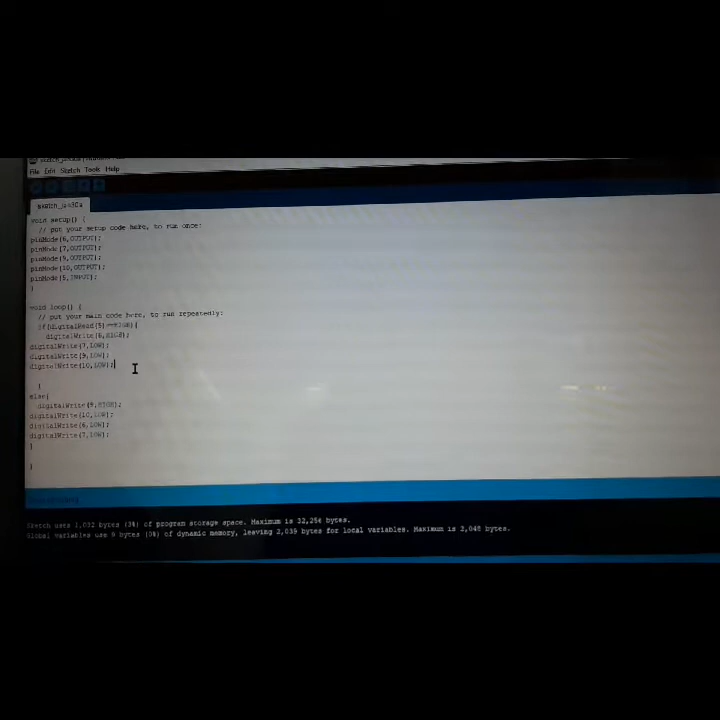 File Edit Sketch Tools Help
void setup() {
// put your setup code here, to run once:
pinMode(6,OUTPUT);
pinMode(7,OUTPUT);
pinMode(9,OUTPUT);
pinMode(10,OUTPUT);
pinMode(5,INPUT);
}
void loop() {
// put your main code here, to run repeatedly:
if(digitalRead(5)==HIGH){
digitalWrite(6,HIGH);
digitalWrite(7,LOW);
digitalWrite(9,LOW);
digitalWrite(10,LOW);
}
else{
digitalWrite(9,HIGH);
digitalWrite(10,LOW);
digitalWrite(6,LOW);
digitalWrite(7,LOW);
}
}
Sketch uses 1,032 bytes (3%) of program storage space. Maximum is 32,256 bytes.
Global variables use 9 bytes (0%) of dynamic memory, leaving 2,039 bytes for local variables. Maximum is 2,048 bytes.